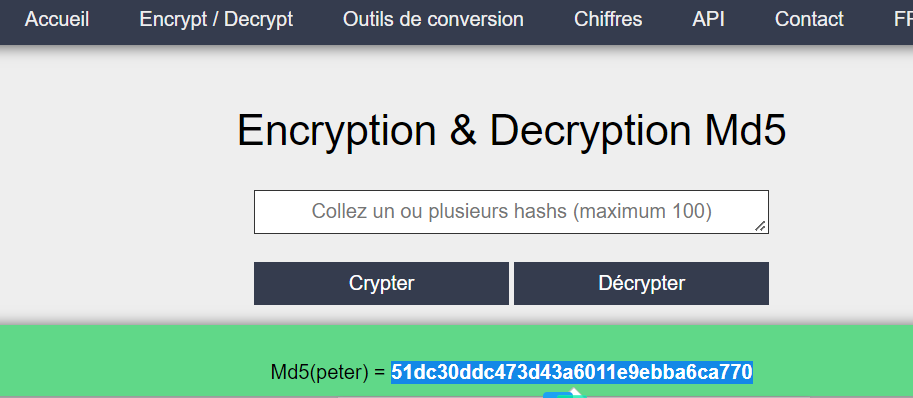 Accueil Encrypt / Decrypt Outils de conversion Chiffres API Contact
Encryption & Decryption Md5
Collez un ou plusieurs hashs (maximum 100)
Crypter Décrypter
Md5(peter) = 51dc30ddc473d43a6011e9ebba6ca770